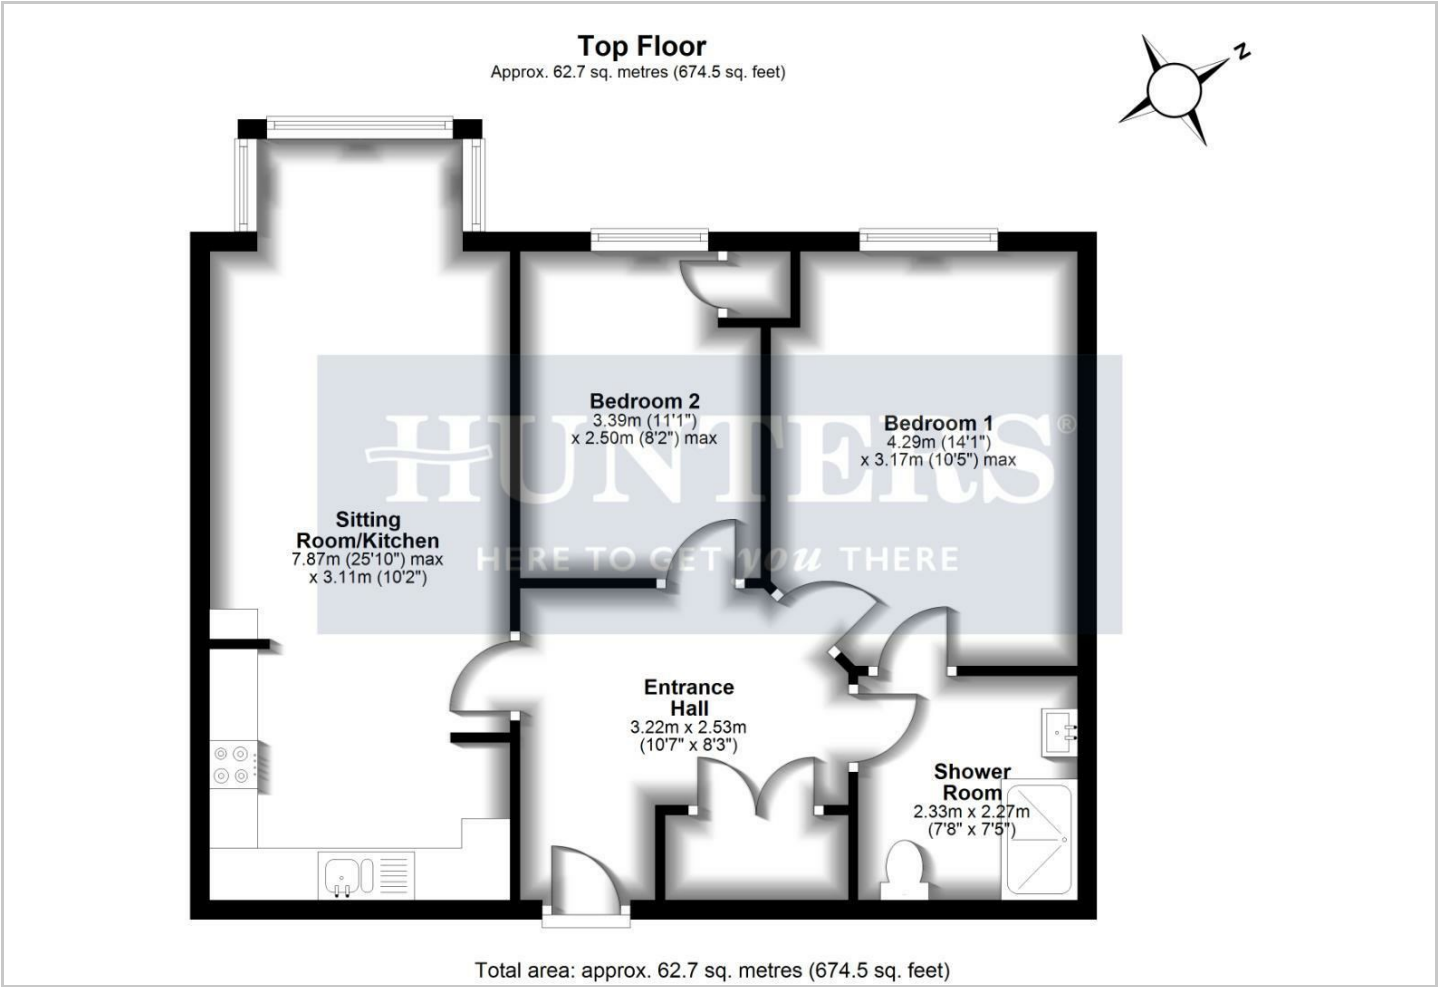 Top Floor
Approx. 62.7 sq. metres (674.5 sq. feet)
N
Bedroom 2
3.39m (11'1")
x 2.50m (8'2") max
Bedroom 1
4.29m (14'1")
x 3.17m (10'5") max
HUNTERS®
HERE TO GET you THERE
Sitting
Room/Kitchen
7.87m (25'10") max
x 3.11m (10'2")
Entrance
Hall
3.22m x 2.53m
(10'7" x 8'3")
Shower
Room
2.33m x 2.27m
(7'8" x 7'5")
Total area: approx. 62.7 sq. metres (674.5 sq. feet)